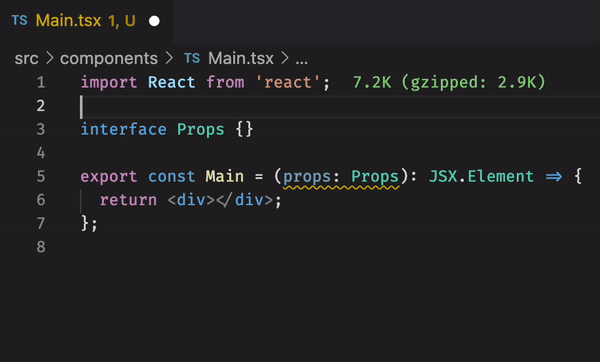 TS Main.tsx 1, U ●
src > components > TS Main.tsx > ...
1 import React from 'react'; 7.2K (gzipped: 2.9K)
2
3 interface Props {}
4
5 export const Main = (props: Props): JSX.Element => {
6 return <div></div>;
7 };
8